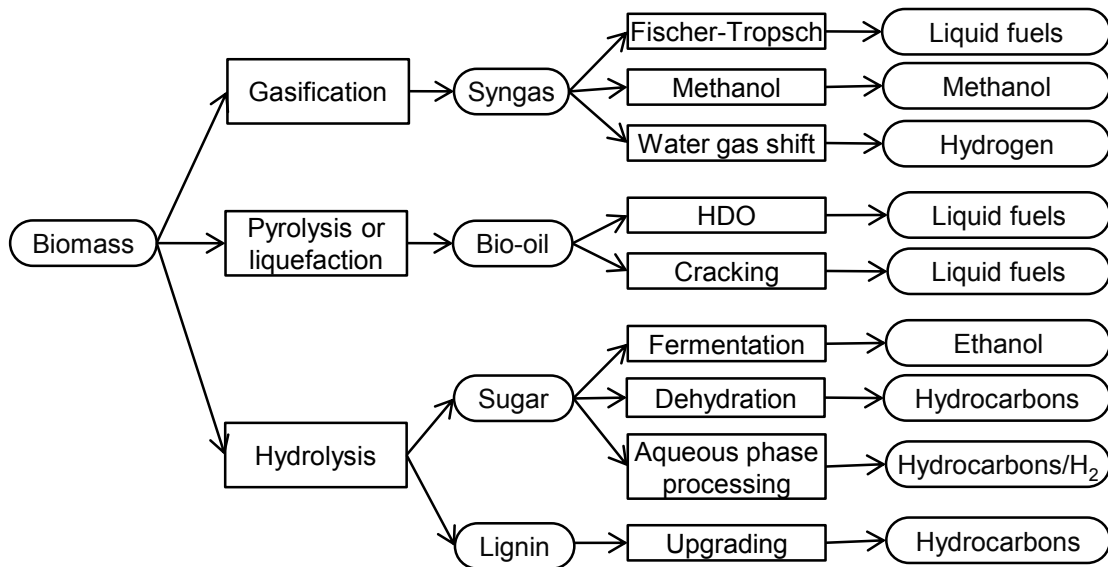 Fischer-Tropsch
Liquid fuels
Gasification
Syngas
Methanol
Methanol
Water gas shift
Hydrogen
Biomass
Pyrolysis or
liquefaction
Bio-oil
HDO
Liquid fuels
Cracking
Liquid fuels
Hydrolysis
Sugar
Fermentation
Ethanol
Dehydration
Hydrocarbons
Aqueous phase
processing
Hydrocarbons/H₂
Lignin
Upgrading
Hydrocarbons